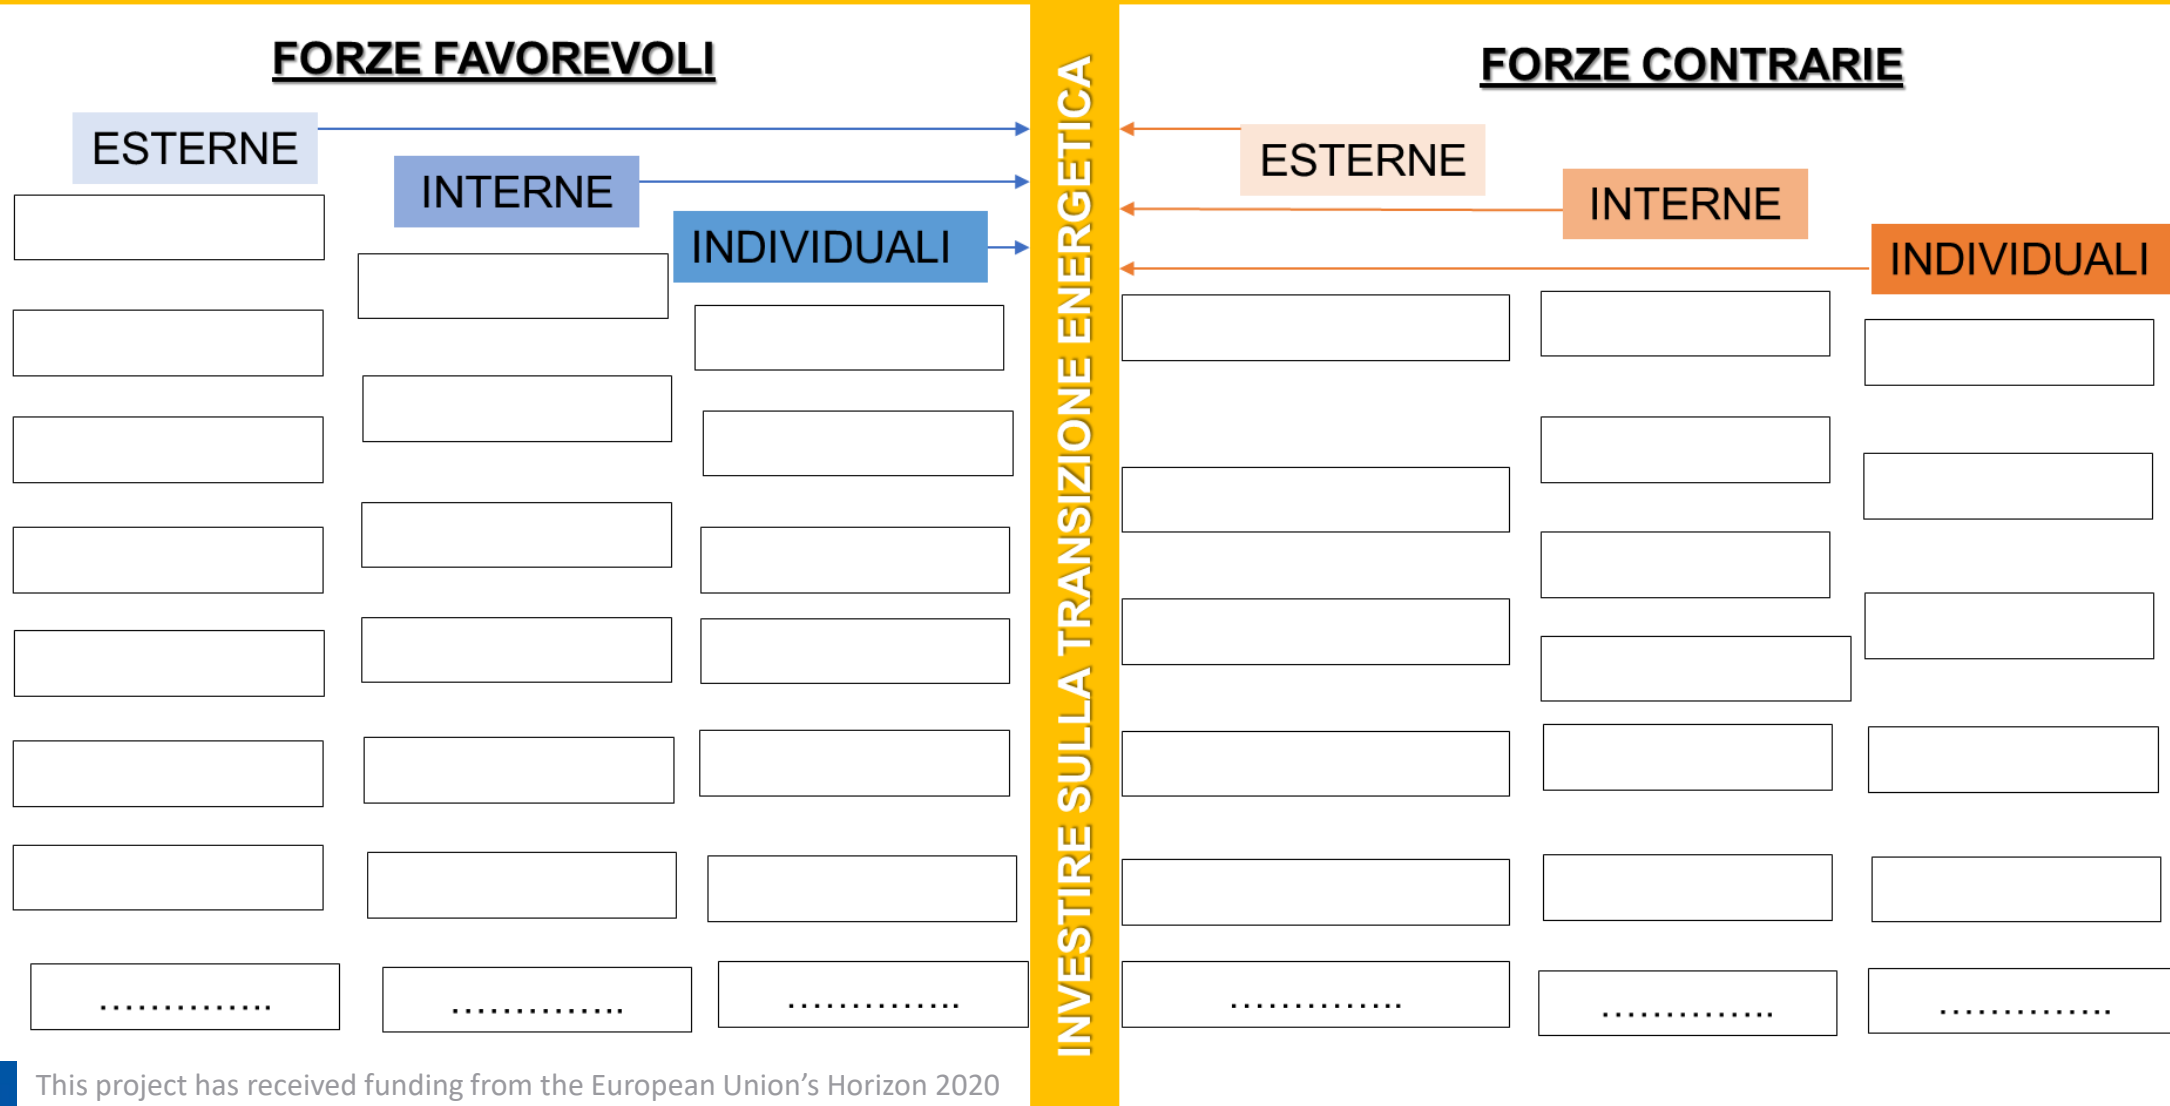 FORZE FAVOREVOLI
ESTERNE
INTERNE
INDIVIDUALI
…………..
…………..
…………..
INVESTIRE SULLA TRANSIZIONE ENERGETICA
FORZE CONTRARIE
ESTERNE
INTERNE
INDIVIDUALI
…………..
…………..
…………..
This project has received funding from the European Union’s Horizon 2020